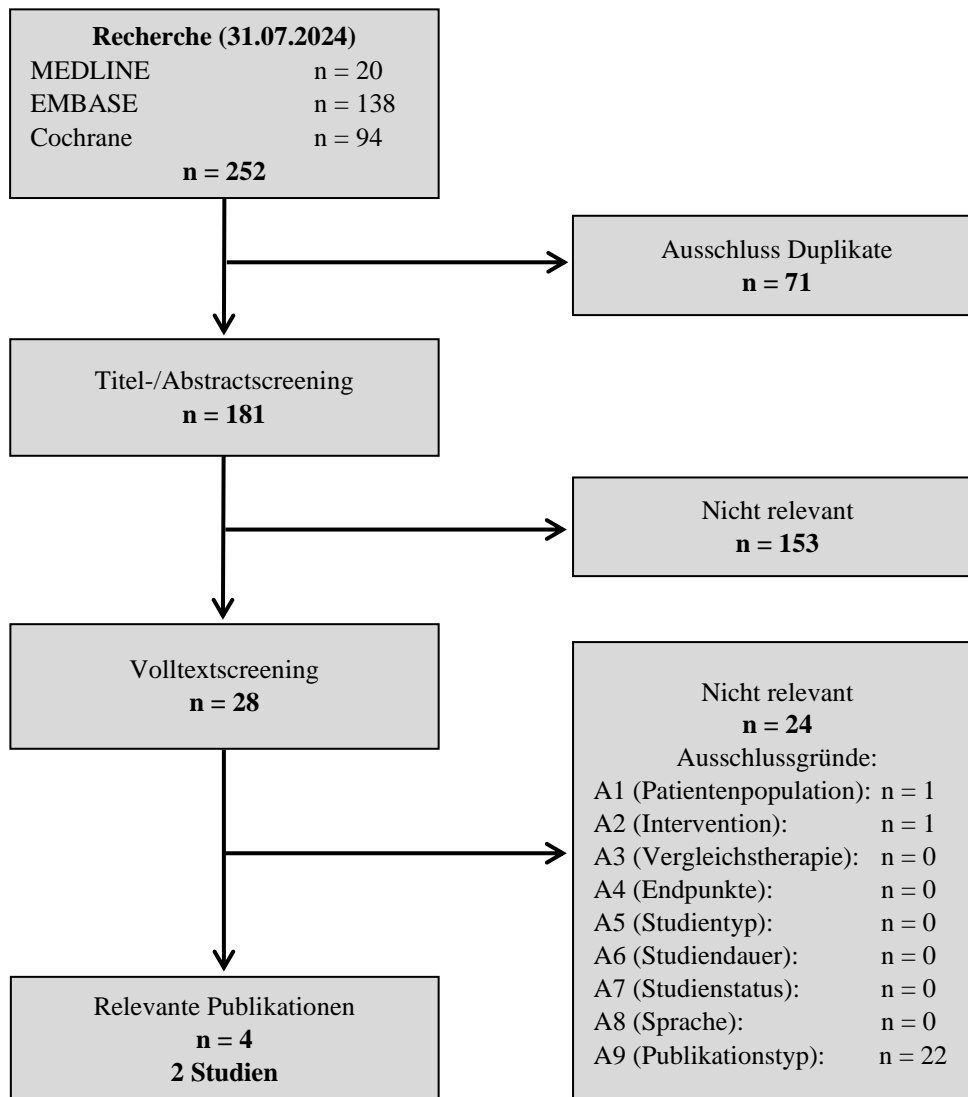 Recherche (31.07.2024)
MEDLINE n = 20
EMBASE n = 138
Cochrane n = 94
n = 252
Ausschluss Duplikate
n = 71
Titel-/Abstractscreening
n = 181
Nicht relevant
n = 153
Volltextscreening
n = 28
Nicht relevant
n = 24
Ausschlussgründe:
A1 (Patientenpopulation): n = 1
A2 (Intervention): n = 1
A3 (Vergleichstherapie): n = 0
A4 (Endpunkte): n = 0
A5 (Studientyp): n = 0
A6 (Studiendauer): n = 0
A7 (Studienstatus): n = 0
A8 (Sprache): n = 0
A9 (Publikationstyp): n = 22
Relevante Publikationen
n = 4
2 Studien